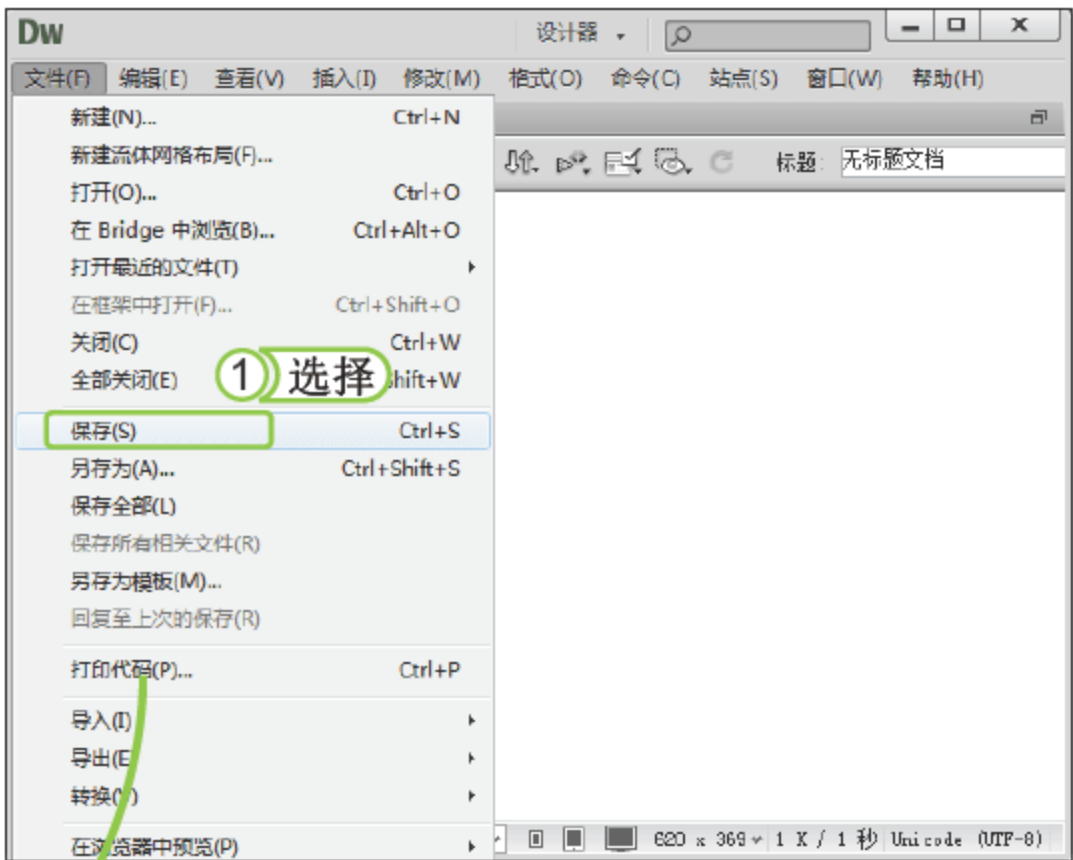 Dw 设计器
文件(F) 编辑(E) 查看(V) 插入(I) 修改(M) 格式(O) 命令(C) 站点(S) 窗口(W) 帮助(H)
新建(N)... Ctrl+N
新建流体网格布局(F)...
标题: 无标题文档
打开(O)... Ctrl+O
在 Bridge 中浏览(B)... Ctrl+Alt+O
打开最近的文件(T)
在框架中打开(F)... Ctrl+Shift+O
关闭(C) Ctrl+W
全部关闭(E) hift+W
① 选择
保存(S) Ctrl+S
另存为(A)... Ctrl+Shift+S
保存全部(L)
保存所有相关文件(R)
另存为模板(M)...
回复至上次的保存(R)
打印代码(P)... Ctrl+P
导入(I)
导出(E
转换( )
在浏览器中预览(P)
620 x 369 1 K / 1 秒 Unicode (UTF-8)